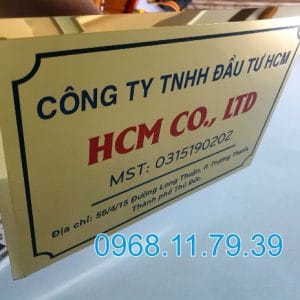 CÔNG TY TNHH ĐẦU TƯ HCM
HCM CO., LTD
MST: 0315190202
Địa chỉ: 56/4/15 Đường Long Thuận, P. Trường Thạnh,
Thành phố Thủ Đức.
0968.11.79.39